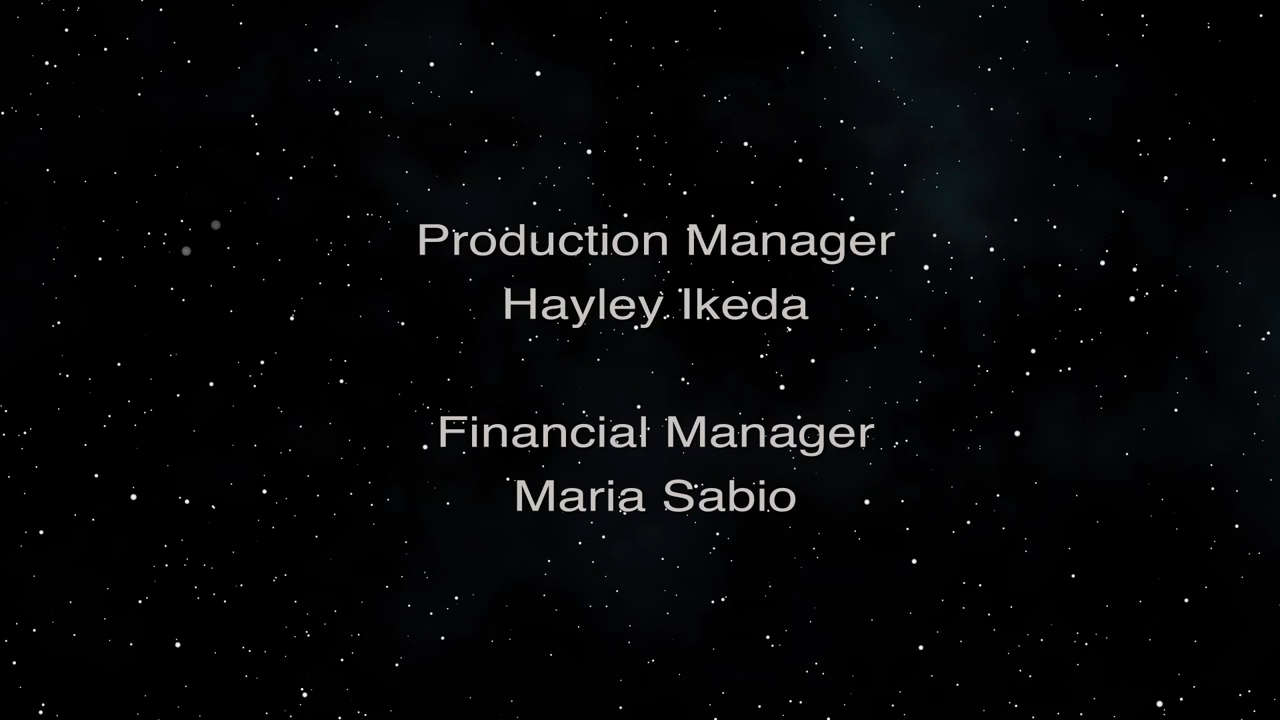 Production Manager
Hayley Ikeda
Financial Manager
Maria Sabio